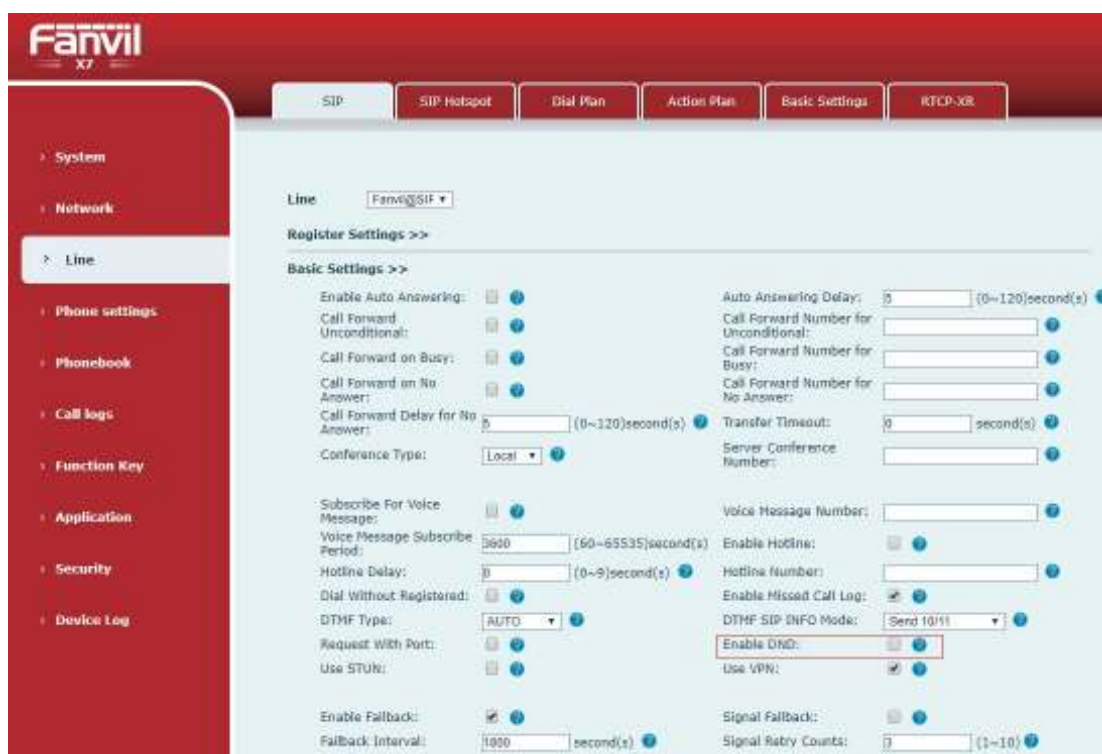 Fanvil
X7
SIP SIP Hotspot Dial Plan Action Plan Basic Settings RTCP-XR
System
Network
Line
Phone settings
Phonebook
Call logs
Function Key
Application
Security
Device Log
Line Fanvil@SIP
Register Settings >>
Basic Settings >>
Enable Auto Answering: Auto Answering Delay: 5 (0~120)second(s)
Call Forward Unconditional: Call Forward Number for Unconditional:
Call Forward on Busy: Call Forward Number for Busy:
Call Forward on No Answer: Call Forward Number for No Answer:
Call Forward Delay for No Answer: 5 (0~120)second(s) Transfer Timeout: 0 second(s)
Conference Type: Local Server Conference Number:
Subscribe For Voice Message: Voice Message Number:
Voice Message Subscribe Period: 3600 (60~65535)second(s) Enable Hotline:
Hotline Delay: 0 (0~9)second(s) Hotline Number:
Dial Without Registered: Enable Missed Call Log:
DTMF Type: AUTO DTMF SIP INFO Mode: Send 10/11
Request With Port: Enable DND:
Use STUN: Use VPN:
Enable Failback: Signal Failback:
Failback Interval: 1800 second(s) Signal Retry Counts: 3 (1~10)